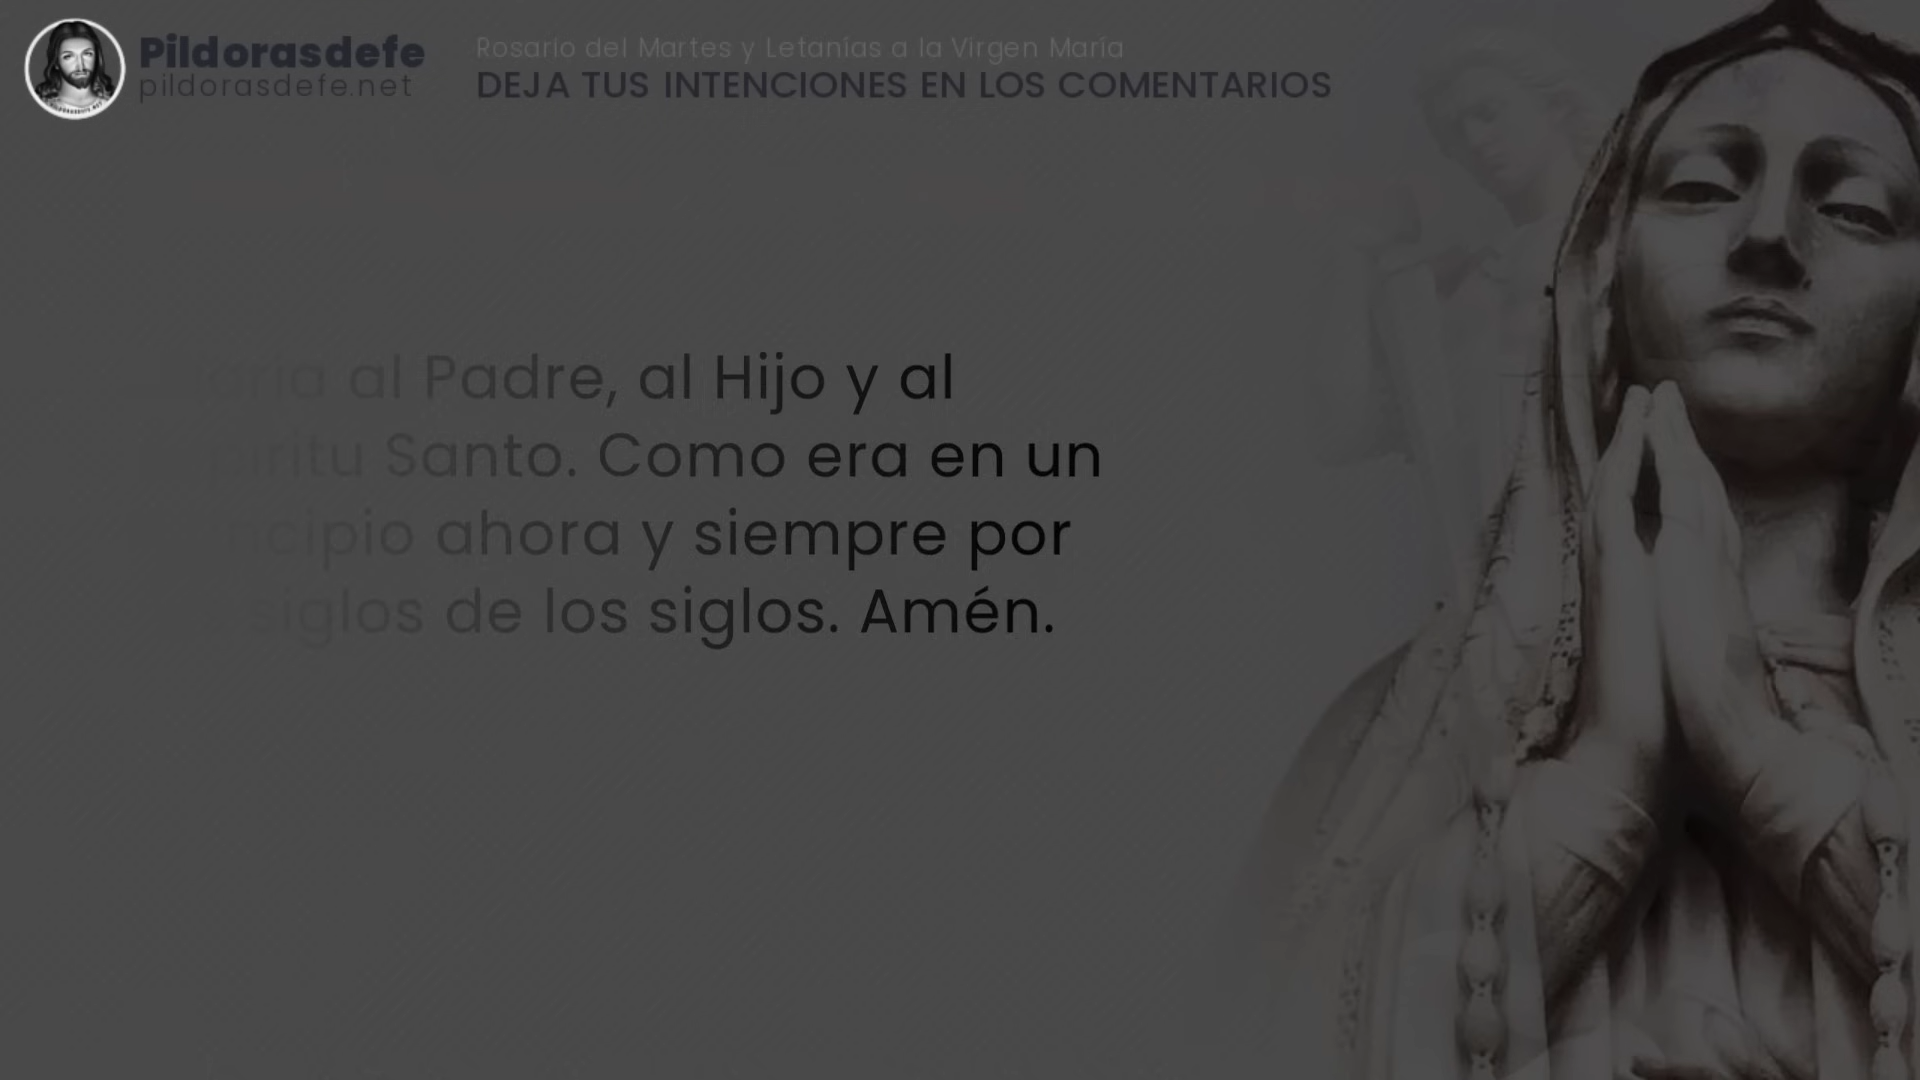 Pildorasdefe
pildorasdefe.net
Rosario del Martes y Letanías a la Virgen María
DEJA TUS INTENCIONES EN LOS COMENTARIOS
al Padre, al Hijo y al
Santo. Como era en un
ahora y siempre por
siglos de los siglos. Amén.